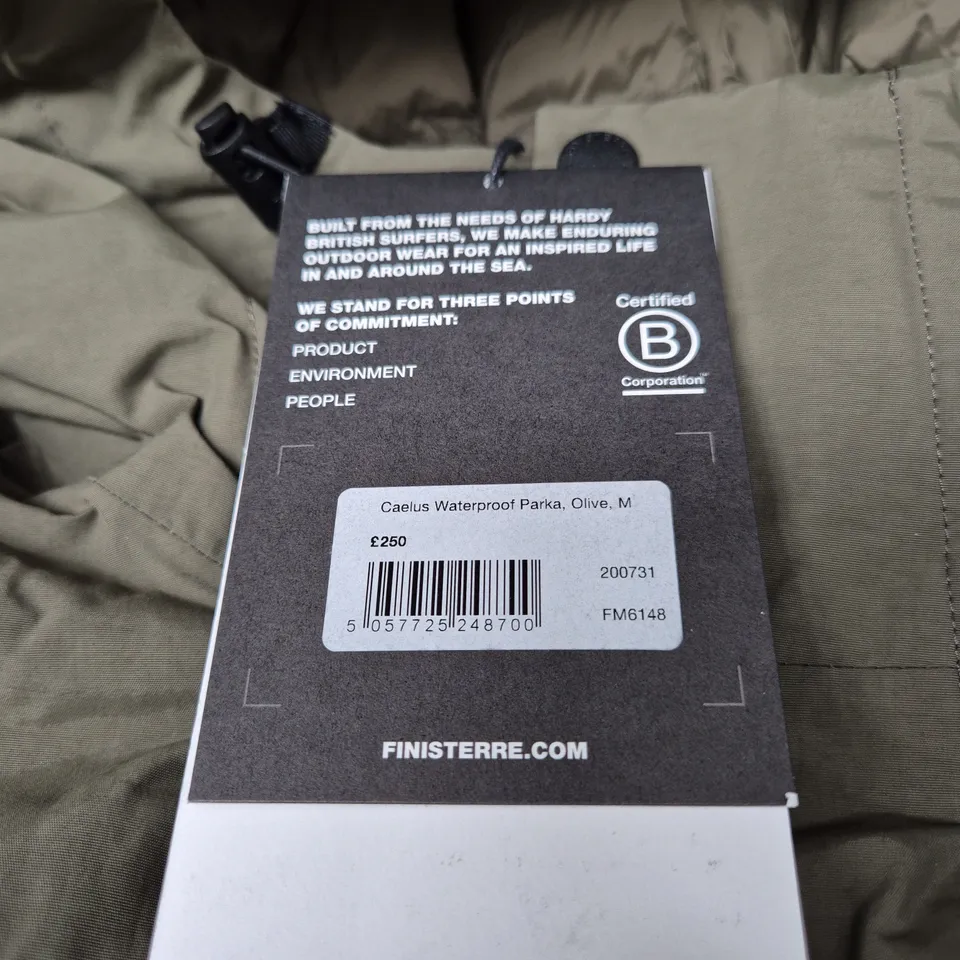 BUILT FROM THE NEEDS OF HARDY
BRITISH SURFERS, WE MAKE ENDURING
OUTDOOR WEAR FOR AN INSPIRED LIFE
IN AND AROUND THE SEA.
WE STAND FOR THREE POINTS
OF COMMITMENT:
PRODUCT
ENVIRONMENT
PEOPLE
Certified
B
Corporation™
Caelus Waterproof Parka, Olive, M
£250
200731
5 057725 248700
FM6148
FINISTERRE.COM